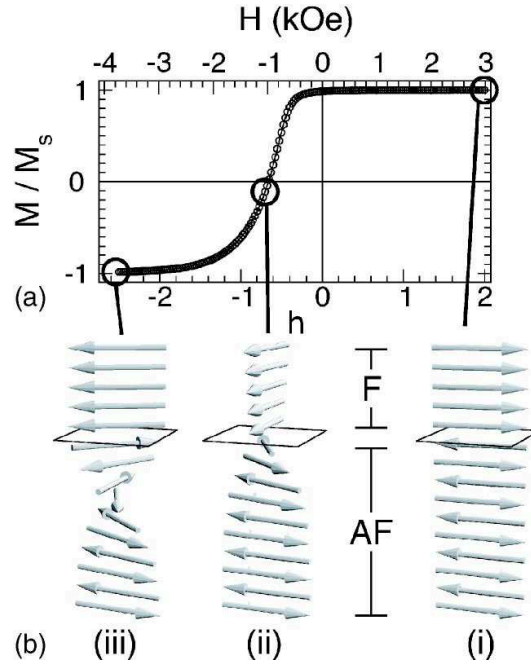 H (kOe)
-4 -3 -2 -1 0 1 2 3
1
0
-1
M / Ms
-2 -1 0 1 2
(a)
h
F
AF
(b) (iii) (ii) (i)